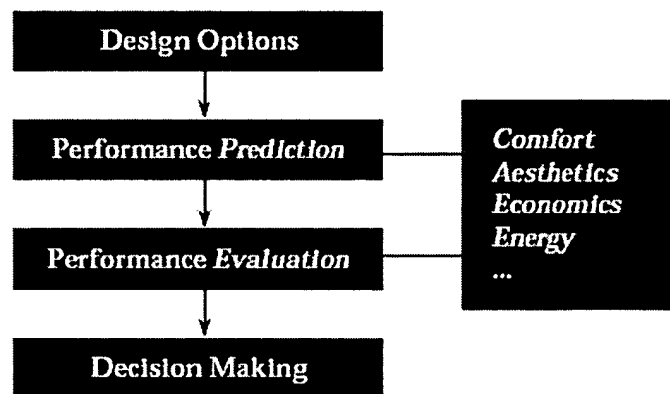 Design Options
Performance Prediction
Performance Evaluation
Decision Making
Comfort
Aesthetics
Economics
Energy
...